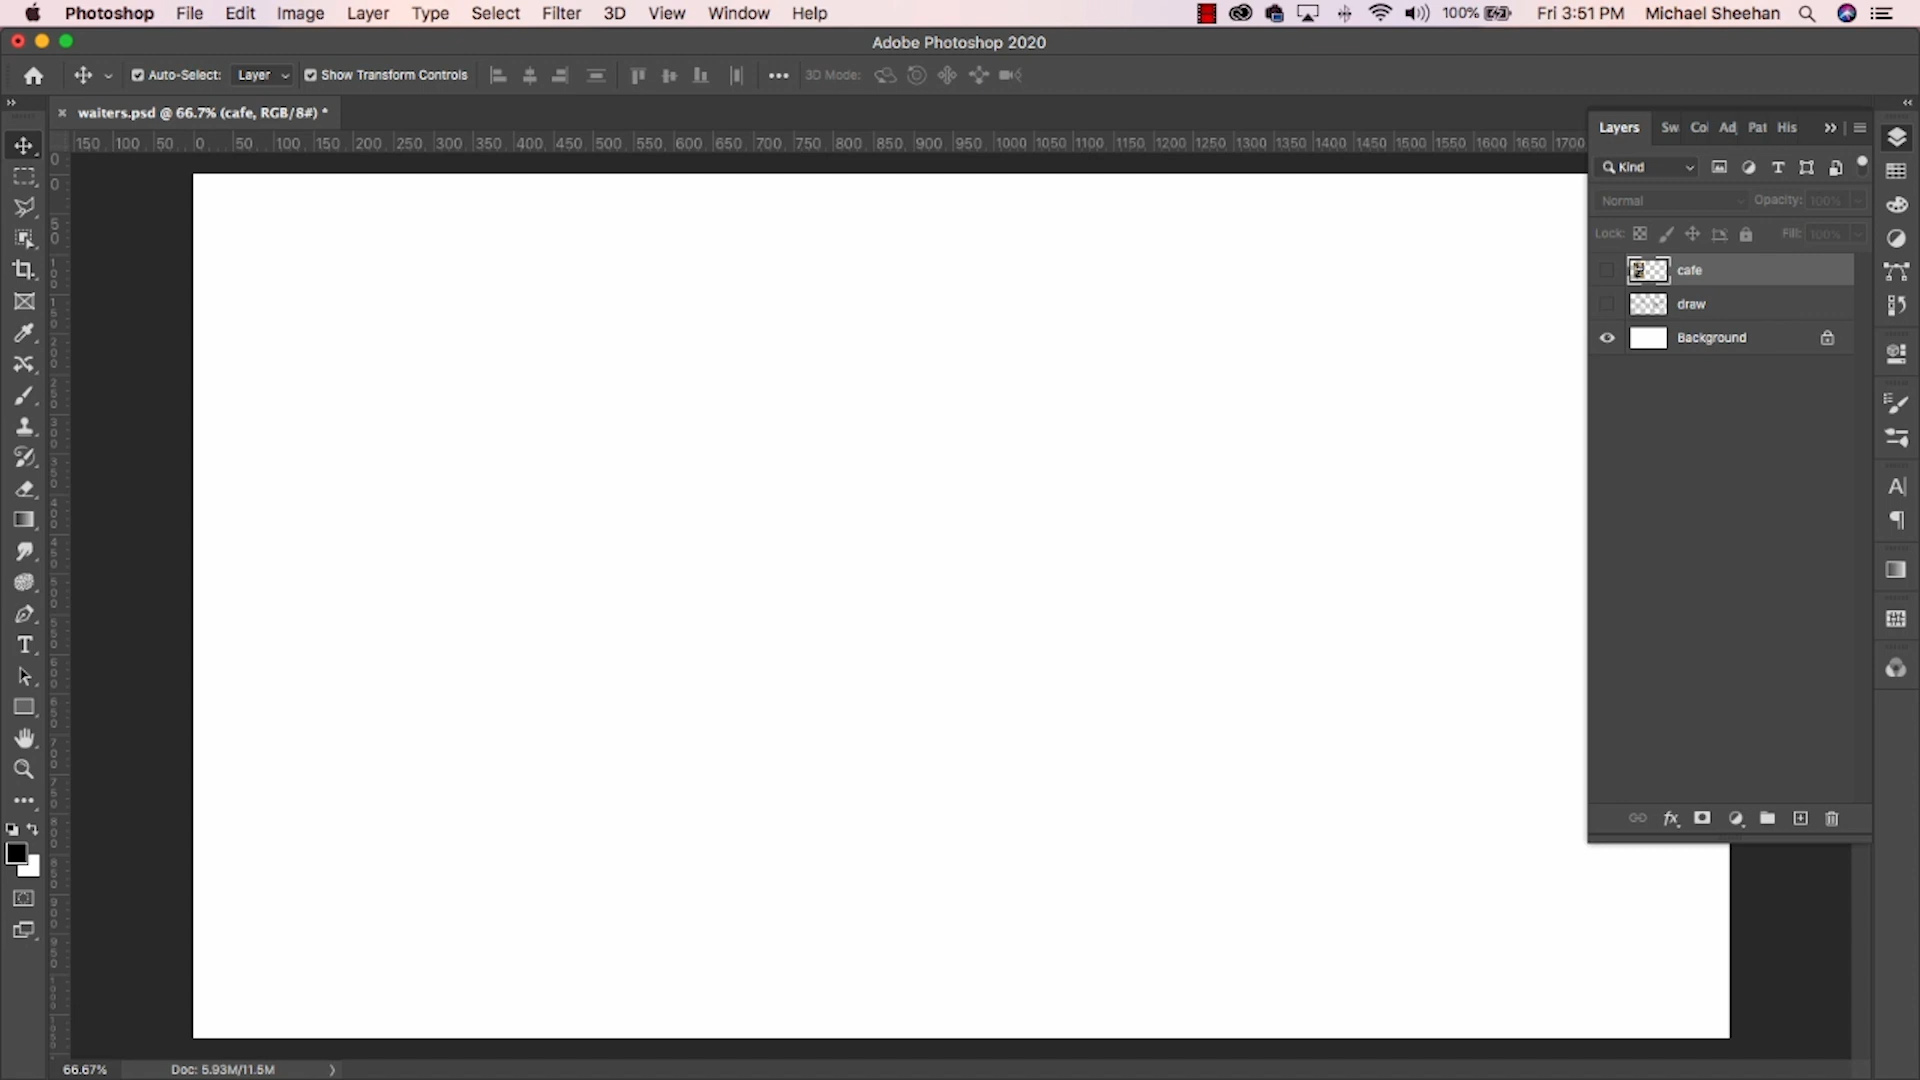 Photoshop File Edit Image Layer Type Select Filter 3D View Window Help 100% Fri 3:51 PM Michael Sheehan
Adobe Photoshop 2020
Auto-Select: Layer Show Transform Controls 3D Mode:
waiters.psd @ 66.7% (cafe, RGB/8#) *
150 100 50 0 50 100 150 200 250 300 350 400 450 500 550 600 650 700 750 800 850 900 950 1000 1050 1100 1150 1200 1250 1300 1350 1400 1450 1500 1550 1600 1650 1700
Layers Sw Co Ad Pat His
Kind
Normal Opacity: 100%
Lock: Fill: 100%
cafe
draw
Background
66.67% Doc: 5.93M/11.5M